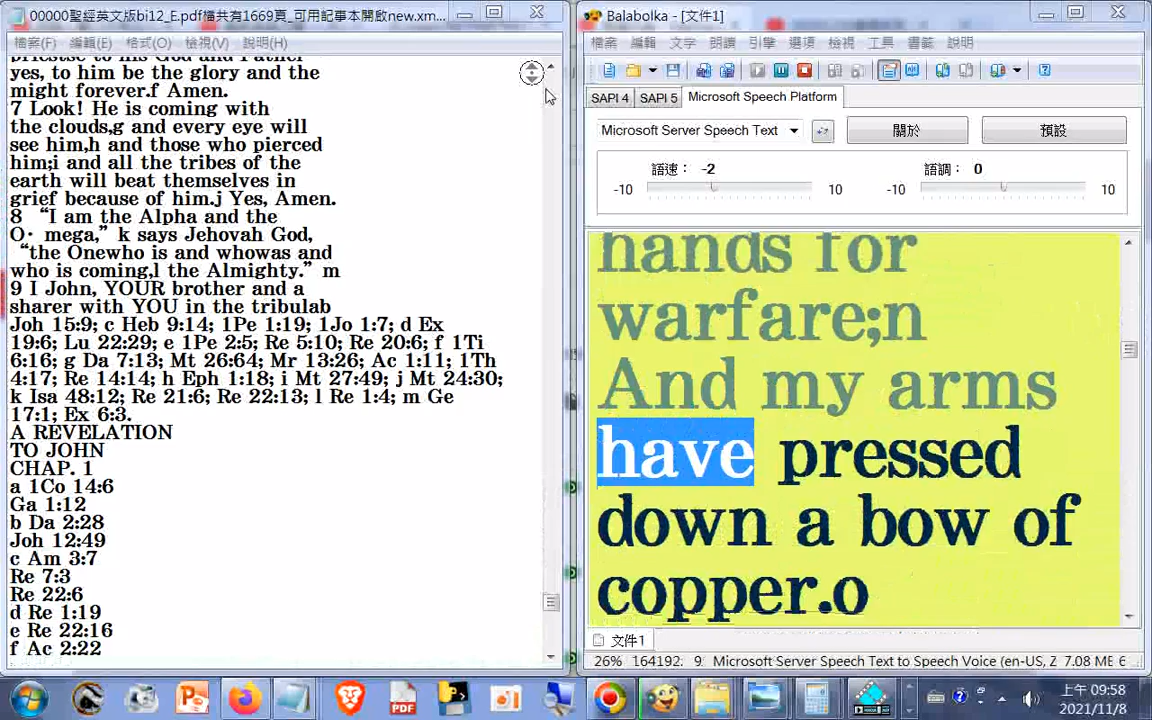 00000聖經英文版bi12_E.pdf檔共有1669頁_可用記事本開啟new.xm...
檔案(F) 編輯(E) 格式(O) 檢視(V) 說明(H)
priestse to his God and Father
yes, to him be the glory and the
might forever.f Amen.
7 Look! He is coming with
the clouds,g and every eye will
see him,h and those who pierced
him;i and all the tribes of the
earth will beat themselves in
grief because of him.j Yes, Amen.
8 “I am the Alpha and the
O· mega,” k says Jehovah God,
“the Onewho is and whowas and
who is coming,l the Almighty.” m
9 I John, YOUR brother and a
sharer with YOU in the tribulab
Joh 15:9; c Heb 9:14; 1Pe 1:19; 1Jo 1:7; d Ex
19:6; Lu 22:29; e 1Pe 2:5; Re 5:10; Re 20:6; f 1Ti
6:16; g Da 7:13; Mt 26:64; Mr 13:26; Ac 1:11; 1Th
4:17; Re 14:14; h Eph 1:18; i Mt 27:49; j Mt 24:30;
k Isa 48:12; Re 21:6; Re 22:13; l Re 1:4; m Ge
17:1; Ex 6:3.
A REVELATION
TO JOHN
CHAP. 1
a 1Co 14:6
Ga 1:12
b Da 2:28
Joh 12:49
c Am 3:7
Re 7:3
Re 22:6
d Re 1:19
e Re 22:16
f Ac 2:22
Balabolka - [文件1]
檔案 編輯 文字 朗讀 引擎 選項 檢視 工具 書籤 說明
SAPI 4 SAPI 5 Microsoft Speech Platform
Microsoft Server Speech Text 關於 預設
語速： -2 語調： 0
-10 10 -10 10
hands for
warfare;n
And my arms
have pressed
down a bow of
copper.o
文件1
26% 164192: 9 Microsoft Server Speech Text to Speech Voice (en-US, Z 7.08 MB 6
PDF
上午 09:58
2021/11/8